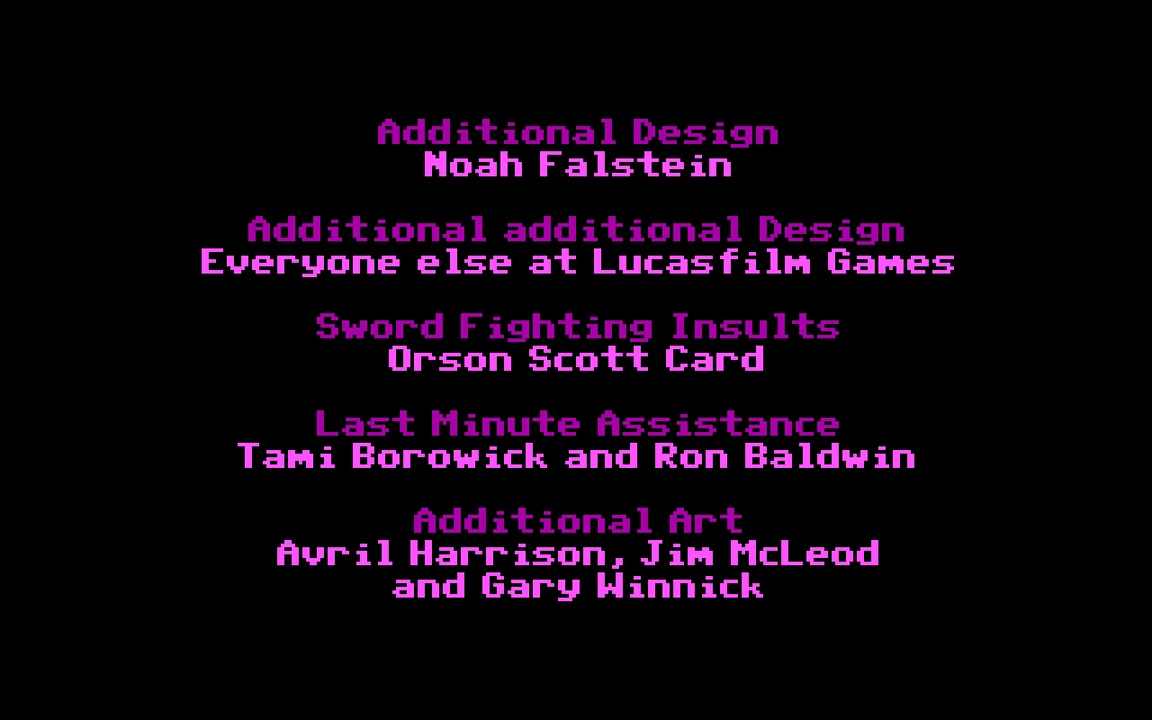 Additional Design
Noah Falstein
Additional additional Design
Everyone else at Lucasfilm Games
Sword Fighting Insults
Orson Scott Card
Last Minute Assistance
Tami Borowick and Ron Baldwin
Additional Art
Avril Harrison, Jim McLeod
and Gary Winnick